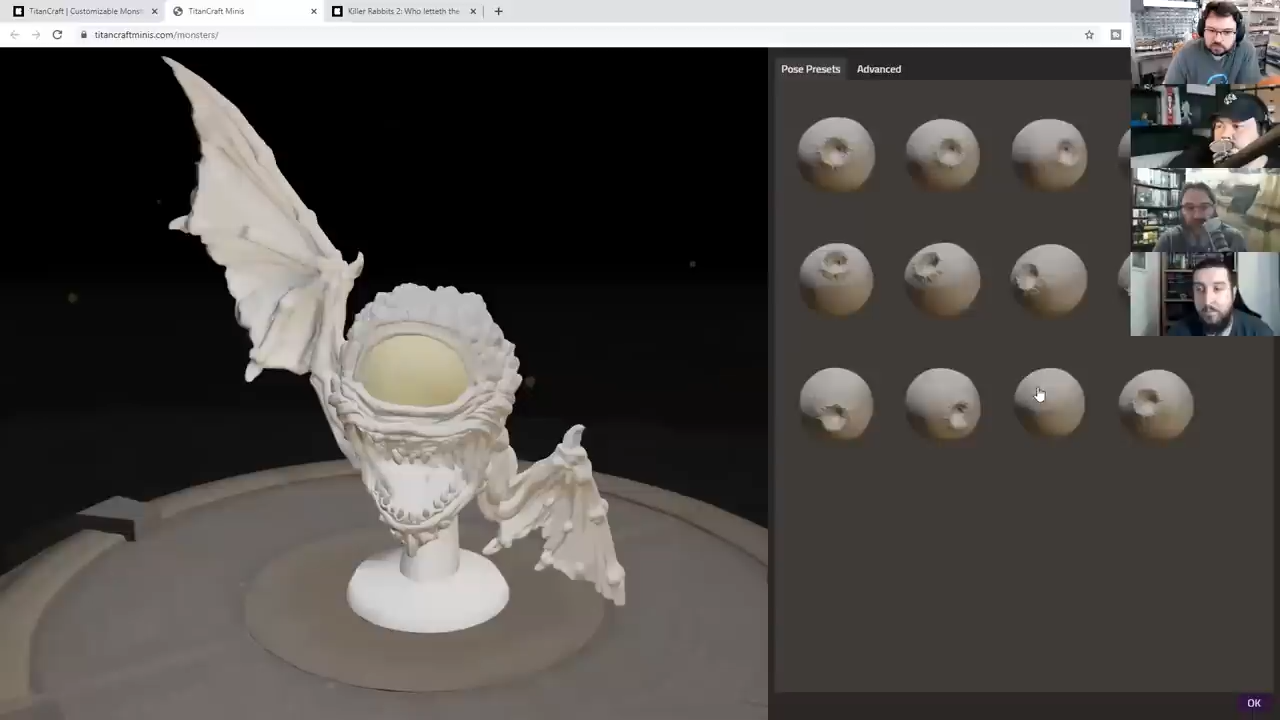 TitanCraft | Customizable Monst
TitanCraft Minis
Killer Rabbits 2: Who letteth the
titancraftminis.com/monsters/
Pose Presets
Advanced
OK